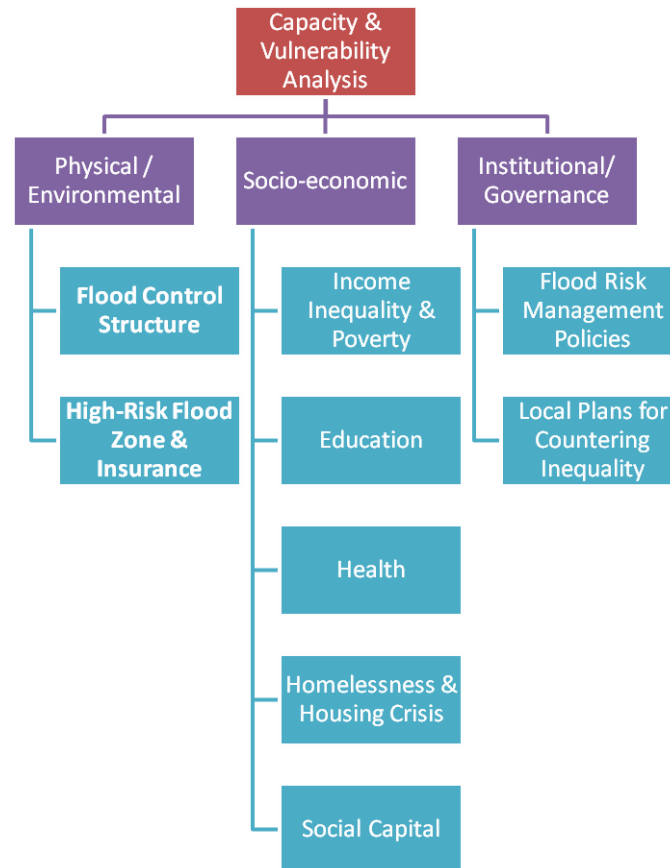 Capacity &
Vulnerability
Analysis
Physical /
Environmental
Socio-economic
Institutional/
Governance
Flood Control
Structure
High-Risk Flood
Zone &
Insurance
Income
Inequality &
Poverty
Education
Health
Homelessness &
Housing Crisis
Social Capital
Flood Risk
Management
Policies
Local Plans for
Countering
Inequality